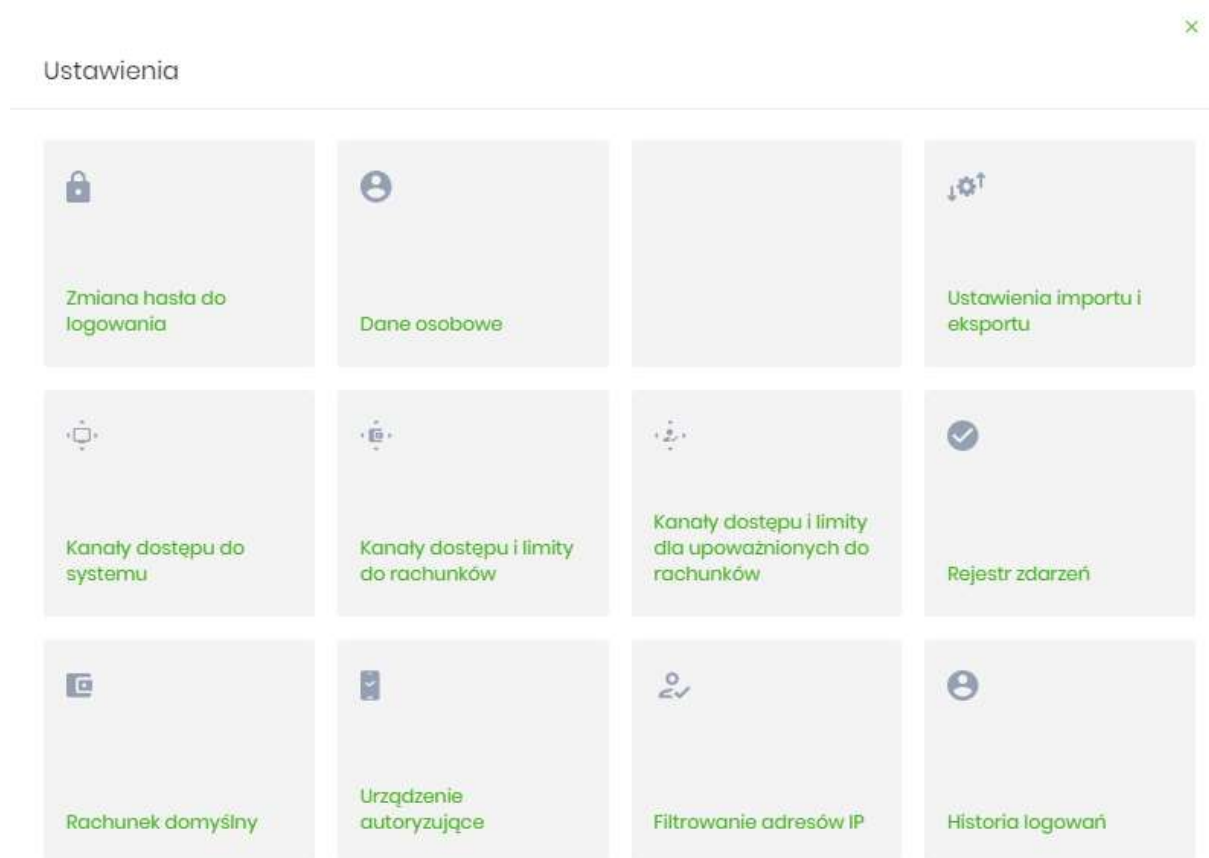 Ustawienia
Zmiana hasła do
logowania
Dane osobowe
Ustawienia importu i
eksportu
Kanały dostępu do
systemu
Kanały dostępu i limity
do rachunków
Kanały dostępu i limity
dla upoważnionych do
rachunków
Rejestr zdarzeń
Rachunek domyślny
Urządzenie
autoryzujące
Filtrowanie adresów IP
Historia logowań